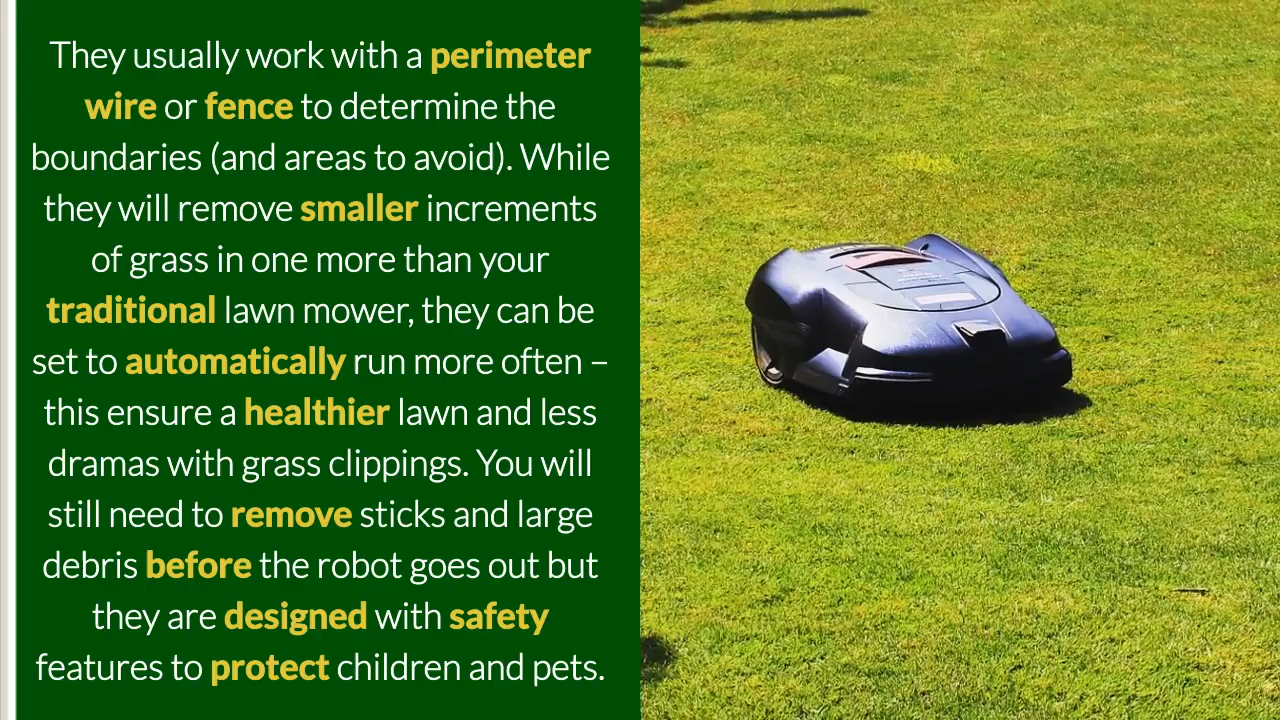 They usually work with a perimeter
wire or fence to determine the
boundaries (and areas to avoid). While
they will remove smaller increments
of grass in one more than your
traditional lawn mower, they can be
set to automatically run more often –
this ensure a healthier lawn and less
dramas with grass clippings. You will
still need to remove sticks and large
debris before the robot goes out but
they are designed with safety
features to protect children and pets.